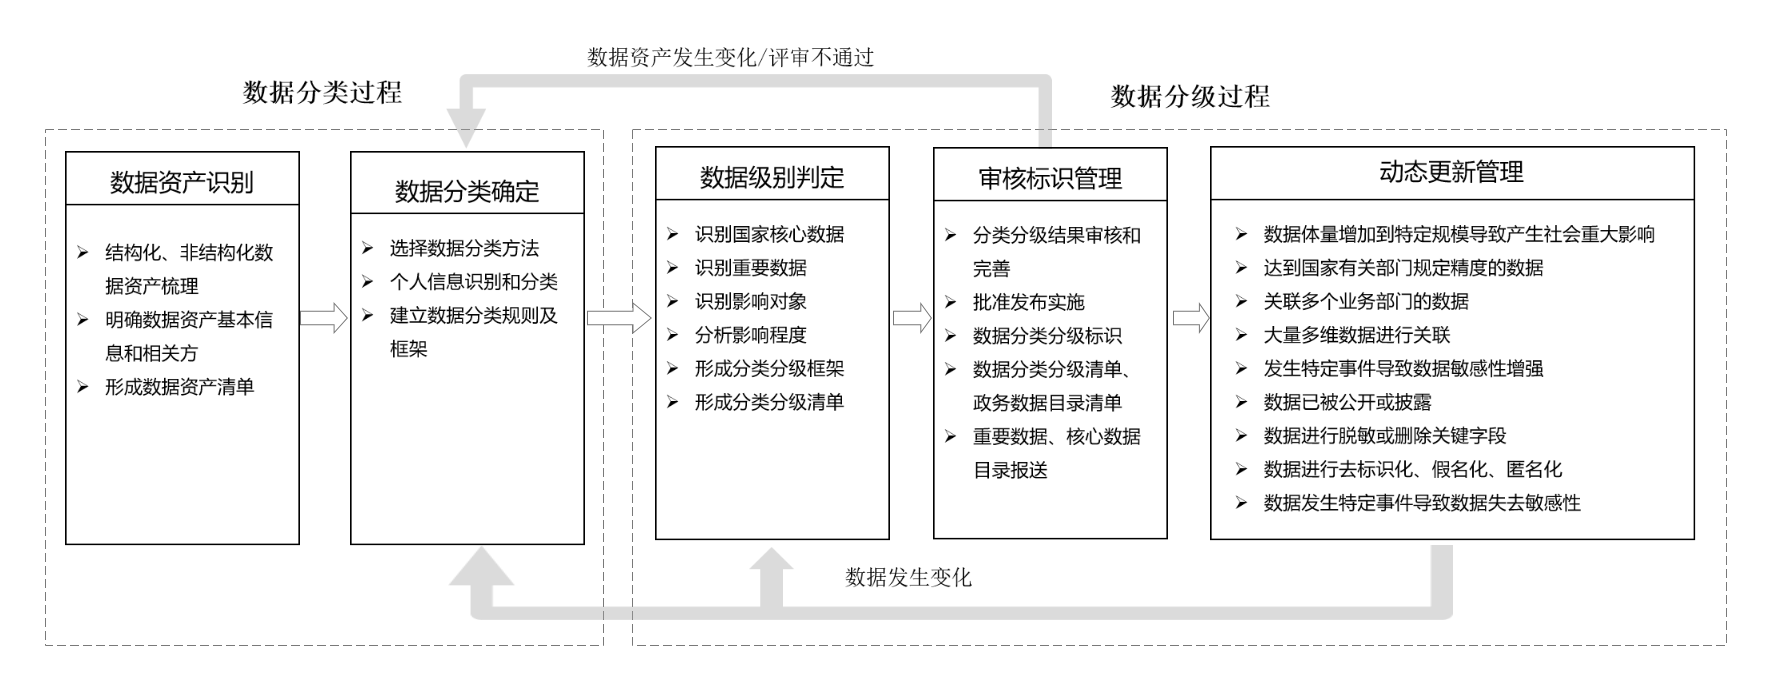 数据资产发生变化/评审不通过
数据分类过程
数据分级过程
数据资产识别
结构化、非结构化数
据资产梳理
明确数据资产基本信
息和相关方
形成数据资产清单
数据分类确定
选择数据分类方法
个人信息识别和分类
建立数据分类规则及
框架
数据级别判定
识别国家核心数据
识别重要数据
识别影响对象
分析影响程度
形成分类分级框架
形成分类分级清单
审核标识管理
分类分级结果审核和
完善
批准发布实施
数据分类分级标识
数据分类分级清单、
政务数据目录清单
重要数据、核心数据
目录报送
动态更新管理
数据体量增加到特定规模导致产生社会重大影响
达到国家有关部门规定精度的数据
关联多个业务部门的数据
大量多维数据进行关联
发生特定事件导致数据敏感性增强
数据已被公开或披露
数据进行脱敏或删除关键字段
数据进行去标识化、假名化、匿名化
数据发生特定事件导致数据失去敏感性
数据发生变化